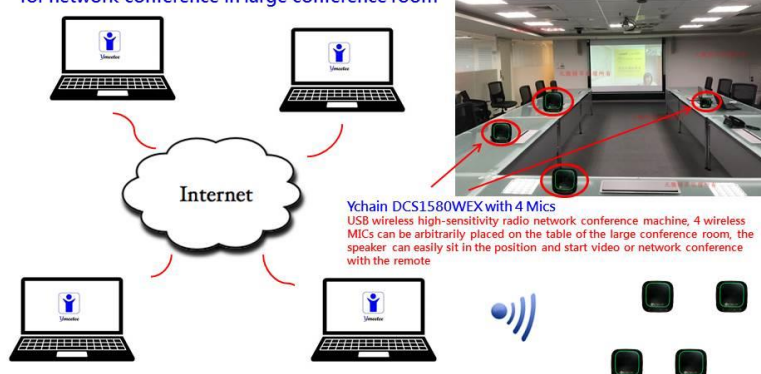 for network conference in large conference room
Internet
Ychain DCS1580WEX with 4 Mics
USB wireless high-sensitivity radio network conference machine, 4 wireless
MICs can be arbitrarily placed on the table of the large conference room, the
speaker can easily sit in the position and start video or network conference
with the remote